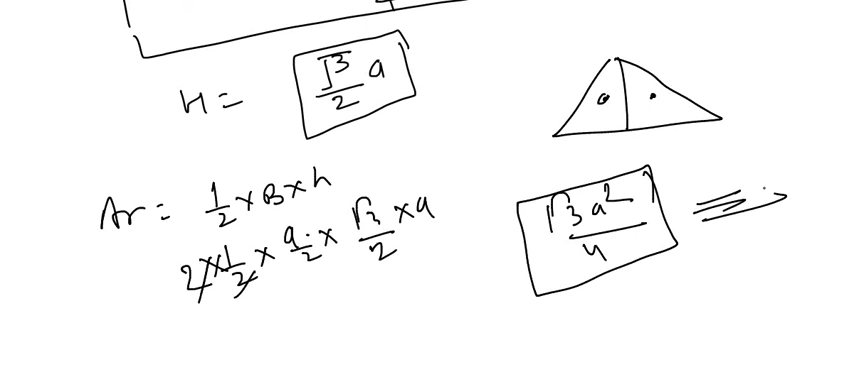 H = √3/2 a
Ar = 1/2 × B × h
2 × 1/2 × a/2 × √3/2 × a
√3a²/4